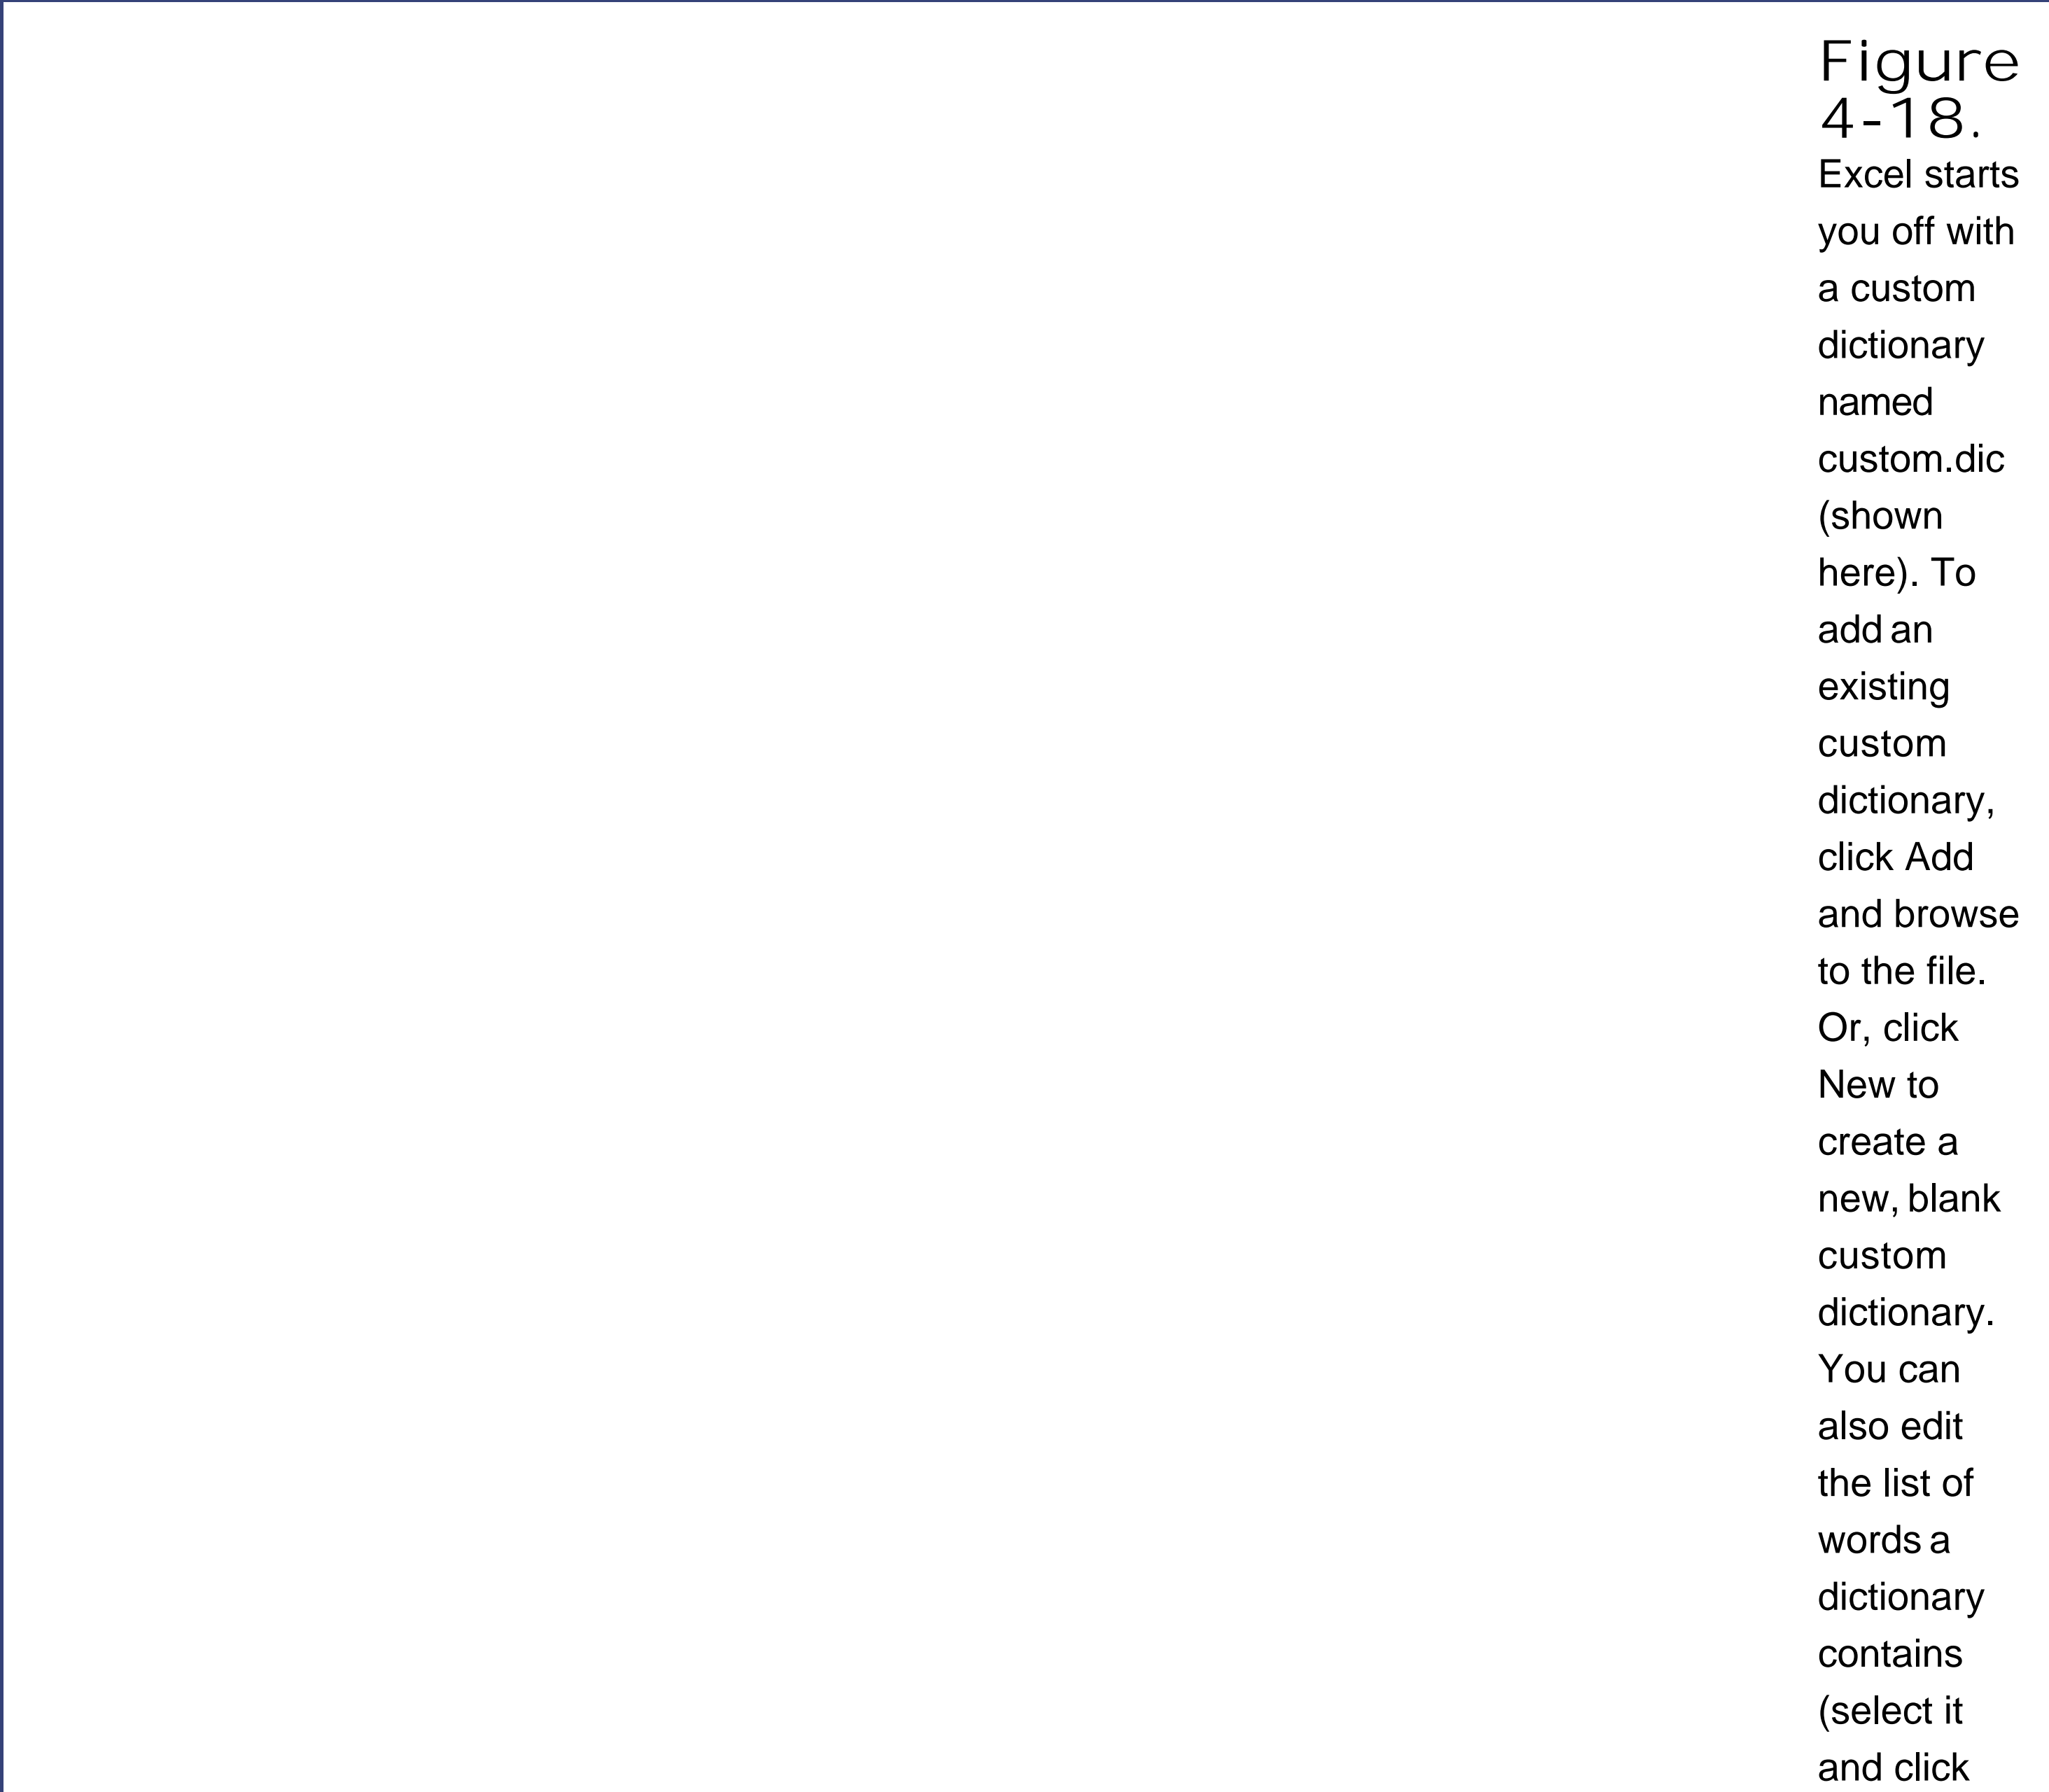 Figure
4-18.
Excel starts
you off with
a custom
dictionary
named
custom.dic
(shown
here). To
add an
existing
custom
dictionary,
click Add
and browse
to the file.
Or, click
New to
create a
new, blank
custom
dictionary.
You can
also edit
the list of
words a
dictionary
contains
(select it
and click